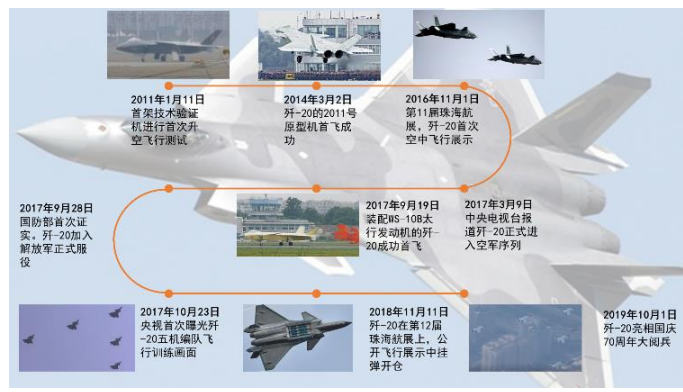 2011年1月11日
首架技术验证
机进行首次升
空飞行测试
2014年3月2日
歼-20的2011号
原型机首飞成
功
2016年11月1日
第11届珠海航
展，歼-20首次
空中飞行展示
2017年3月9日
中央电视台报
道歼-20正式进
入空军序列
2017年9月19日
装配WS-10B太
行发动机的歼-
20成功首飞
2017年9月28日
国防部首次证
实，歼-20加入
解放军正式服
役
2017年10月23日
央视首次曝光歼
-20五机编队飞
行训练画面
2018年11月11日
歼-20在第12届
珠海航展上，公
开飞行展示中挂
弹开仓
2019年10月1日
歼-20亮相国庆
70周年大阅兵